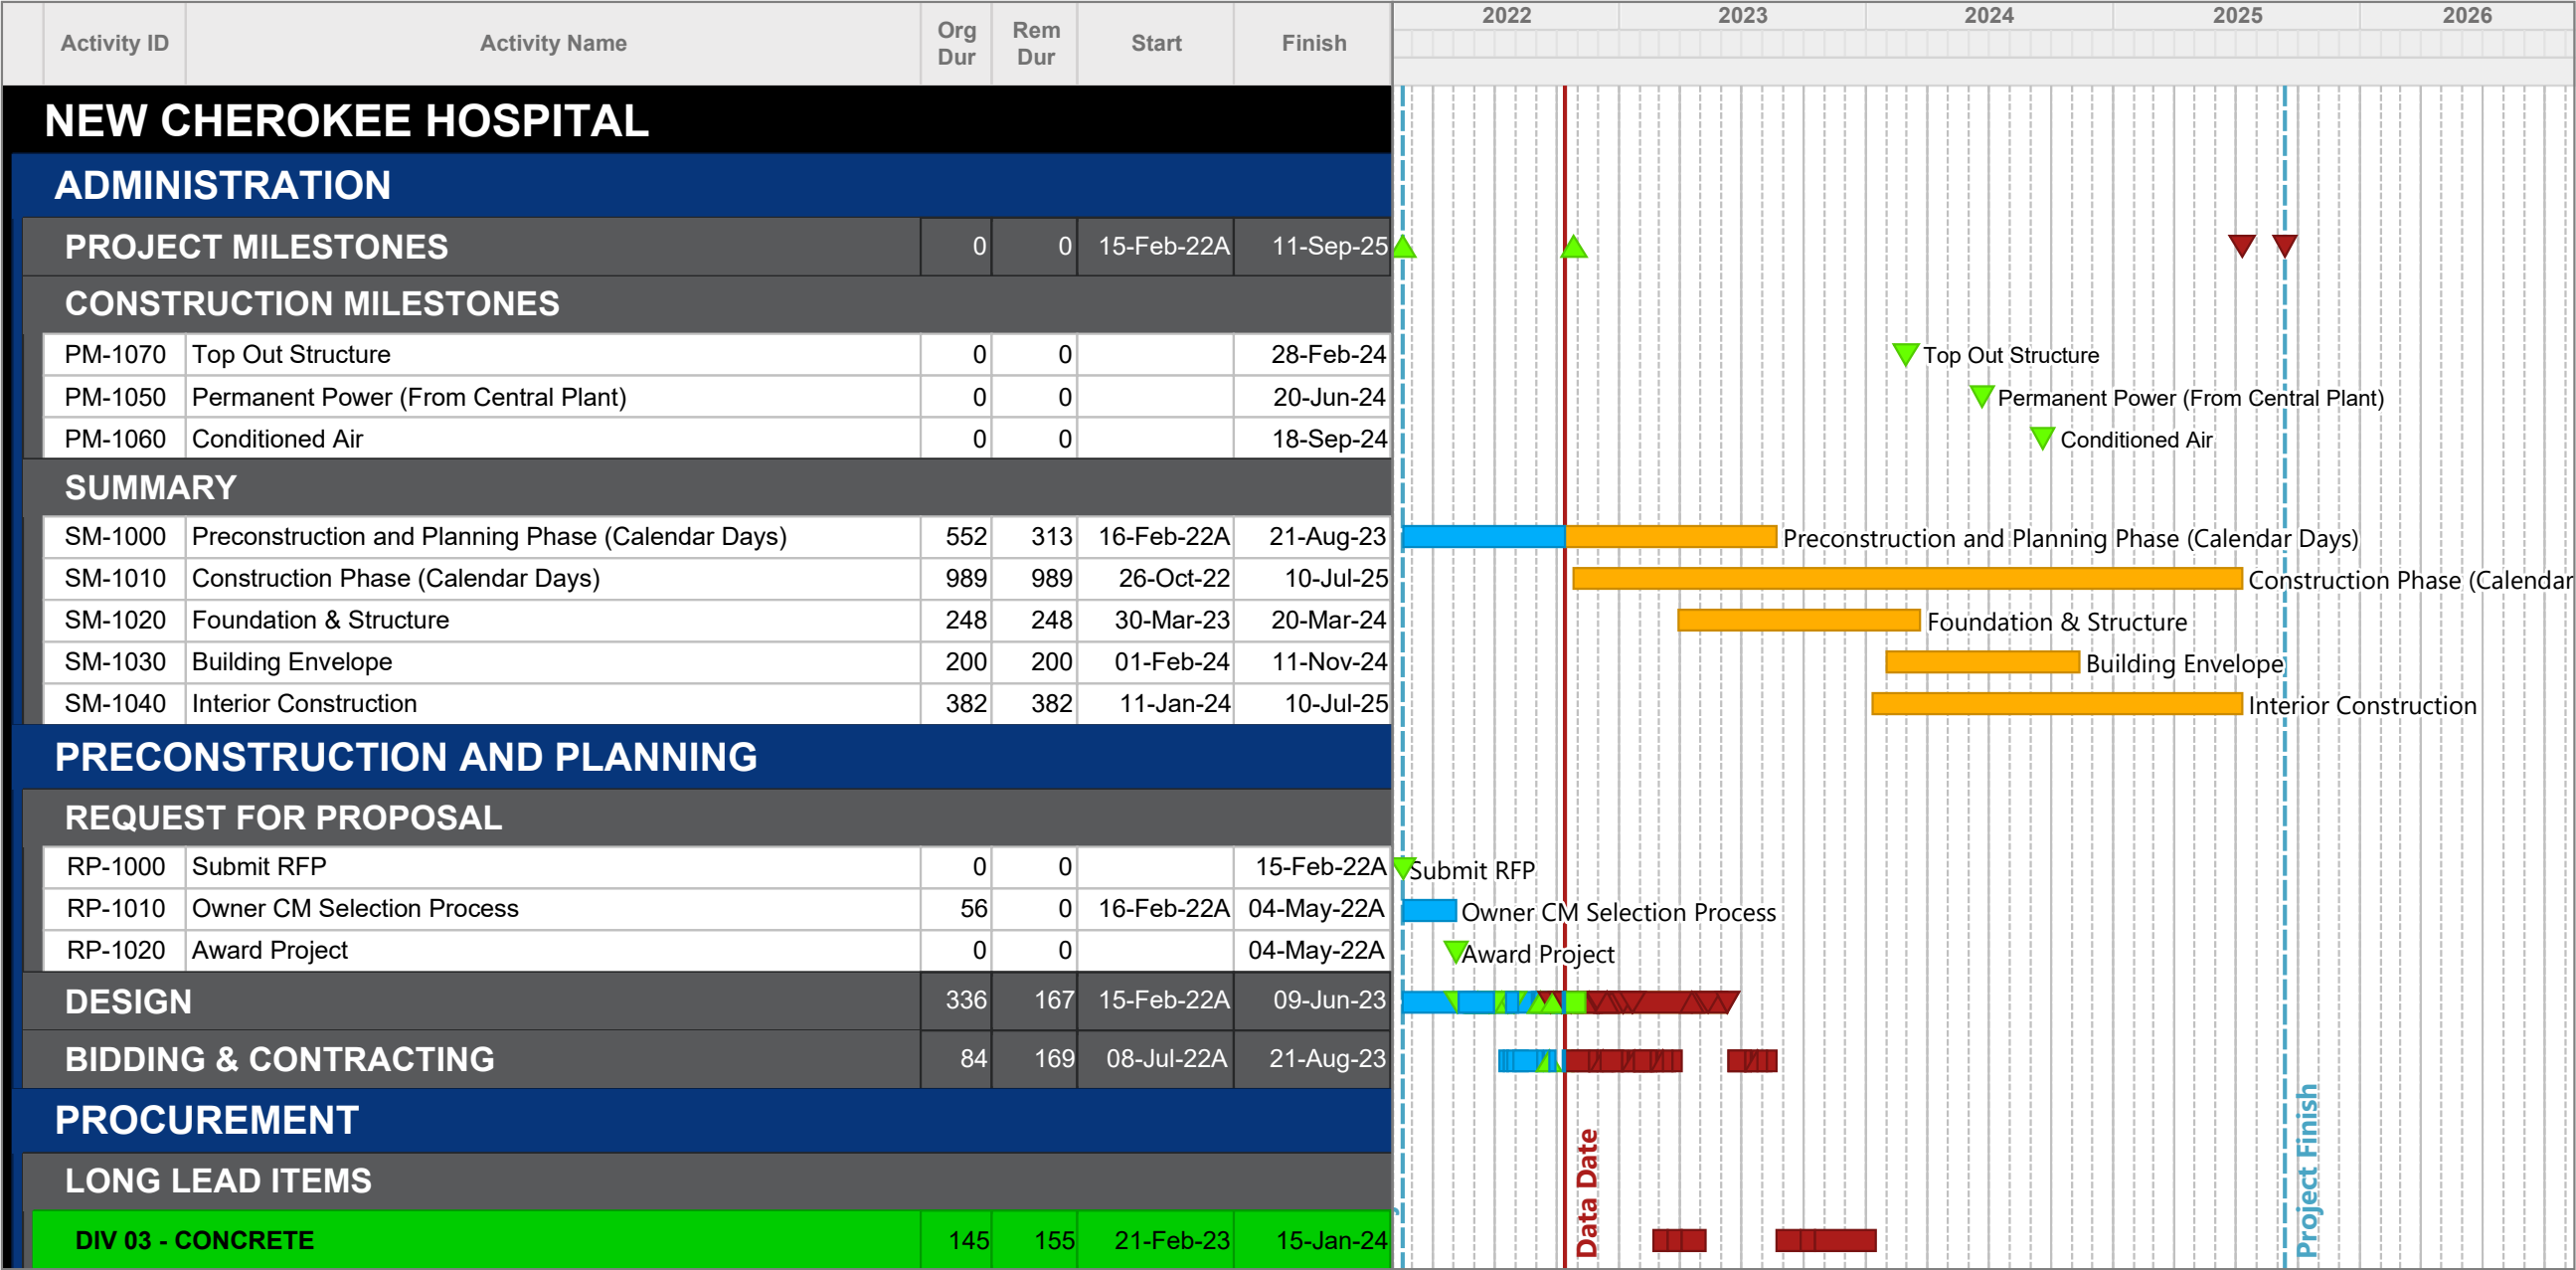 2022 2023 2024 2025 2026
Activity ID Activity Name Org Dur Rem Dur Start Finish
NEW CHEROKEE HOSPITAL
ADMINISTRATION
PROJECT MILESTONES 0 0 15-Feb-22A 11-Sep-25
CONSTRUCTION MILESTONES
PM-1070 Top Out Structure 0 0 28-Feb-24 Top Out Structure
PM-1050 Permanent Power (From Central Plant) 0 0 20-Jun-24 Permanent Power (From Central Plant)
PM-1060 Conditioned Air 0 0 18-Sep-24 Conditioned Air
SUMMARY
SM-1000 Preconstruction and Planning Phase (Calendar Days) 552 313 16-Feb-22A 21-Aug-23 Preconstruction and Planning Phase (Calendar Days)
SM-1010 Construction Phase (Calendar Days) 989 989 26-Oct-22 10-Jul-25 Construction Phase (Calendar
SM-1020 Foundation & Structure 248 248 30-Mar-23 20-Mar-24 Foundation & Structure
SM-1030 Building Envelope 200 200 01-Feb-24 11-Nov-24 Building Envelope
SM-1040 Interior Construction 382 382 11-Jan-24 10-Jul-25 Interior Construction
PRECONSTRUCTION AND PLANNING
REQUEST FOR PROPOSAL
RP-1000 Submit RFP 0 0 15-Feb-22A Submit RFP
RP-1010 Owner CM Selection Process 56 0 16-Feb-22A 04-May-22A Owner CM Selection Process
RP-1020 Award Project 0 0 04-May-22A Award Project
DESIGN 336 167 15-Feb-22A 09-Jun-23
BIDDING & CONTRACTING 84 169 08-Jul-22A 21-Aug-23
PROCUREMENT
LONG LEAD ITEMS
DIV 03 - CONCRETE 145 155 21-Feb-23 15-Jan-24
Data Date
Project Finish